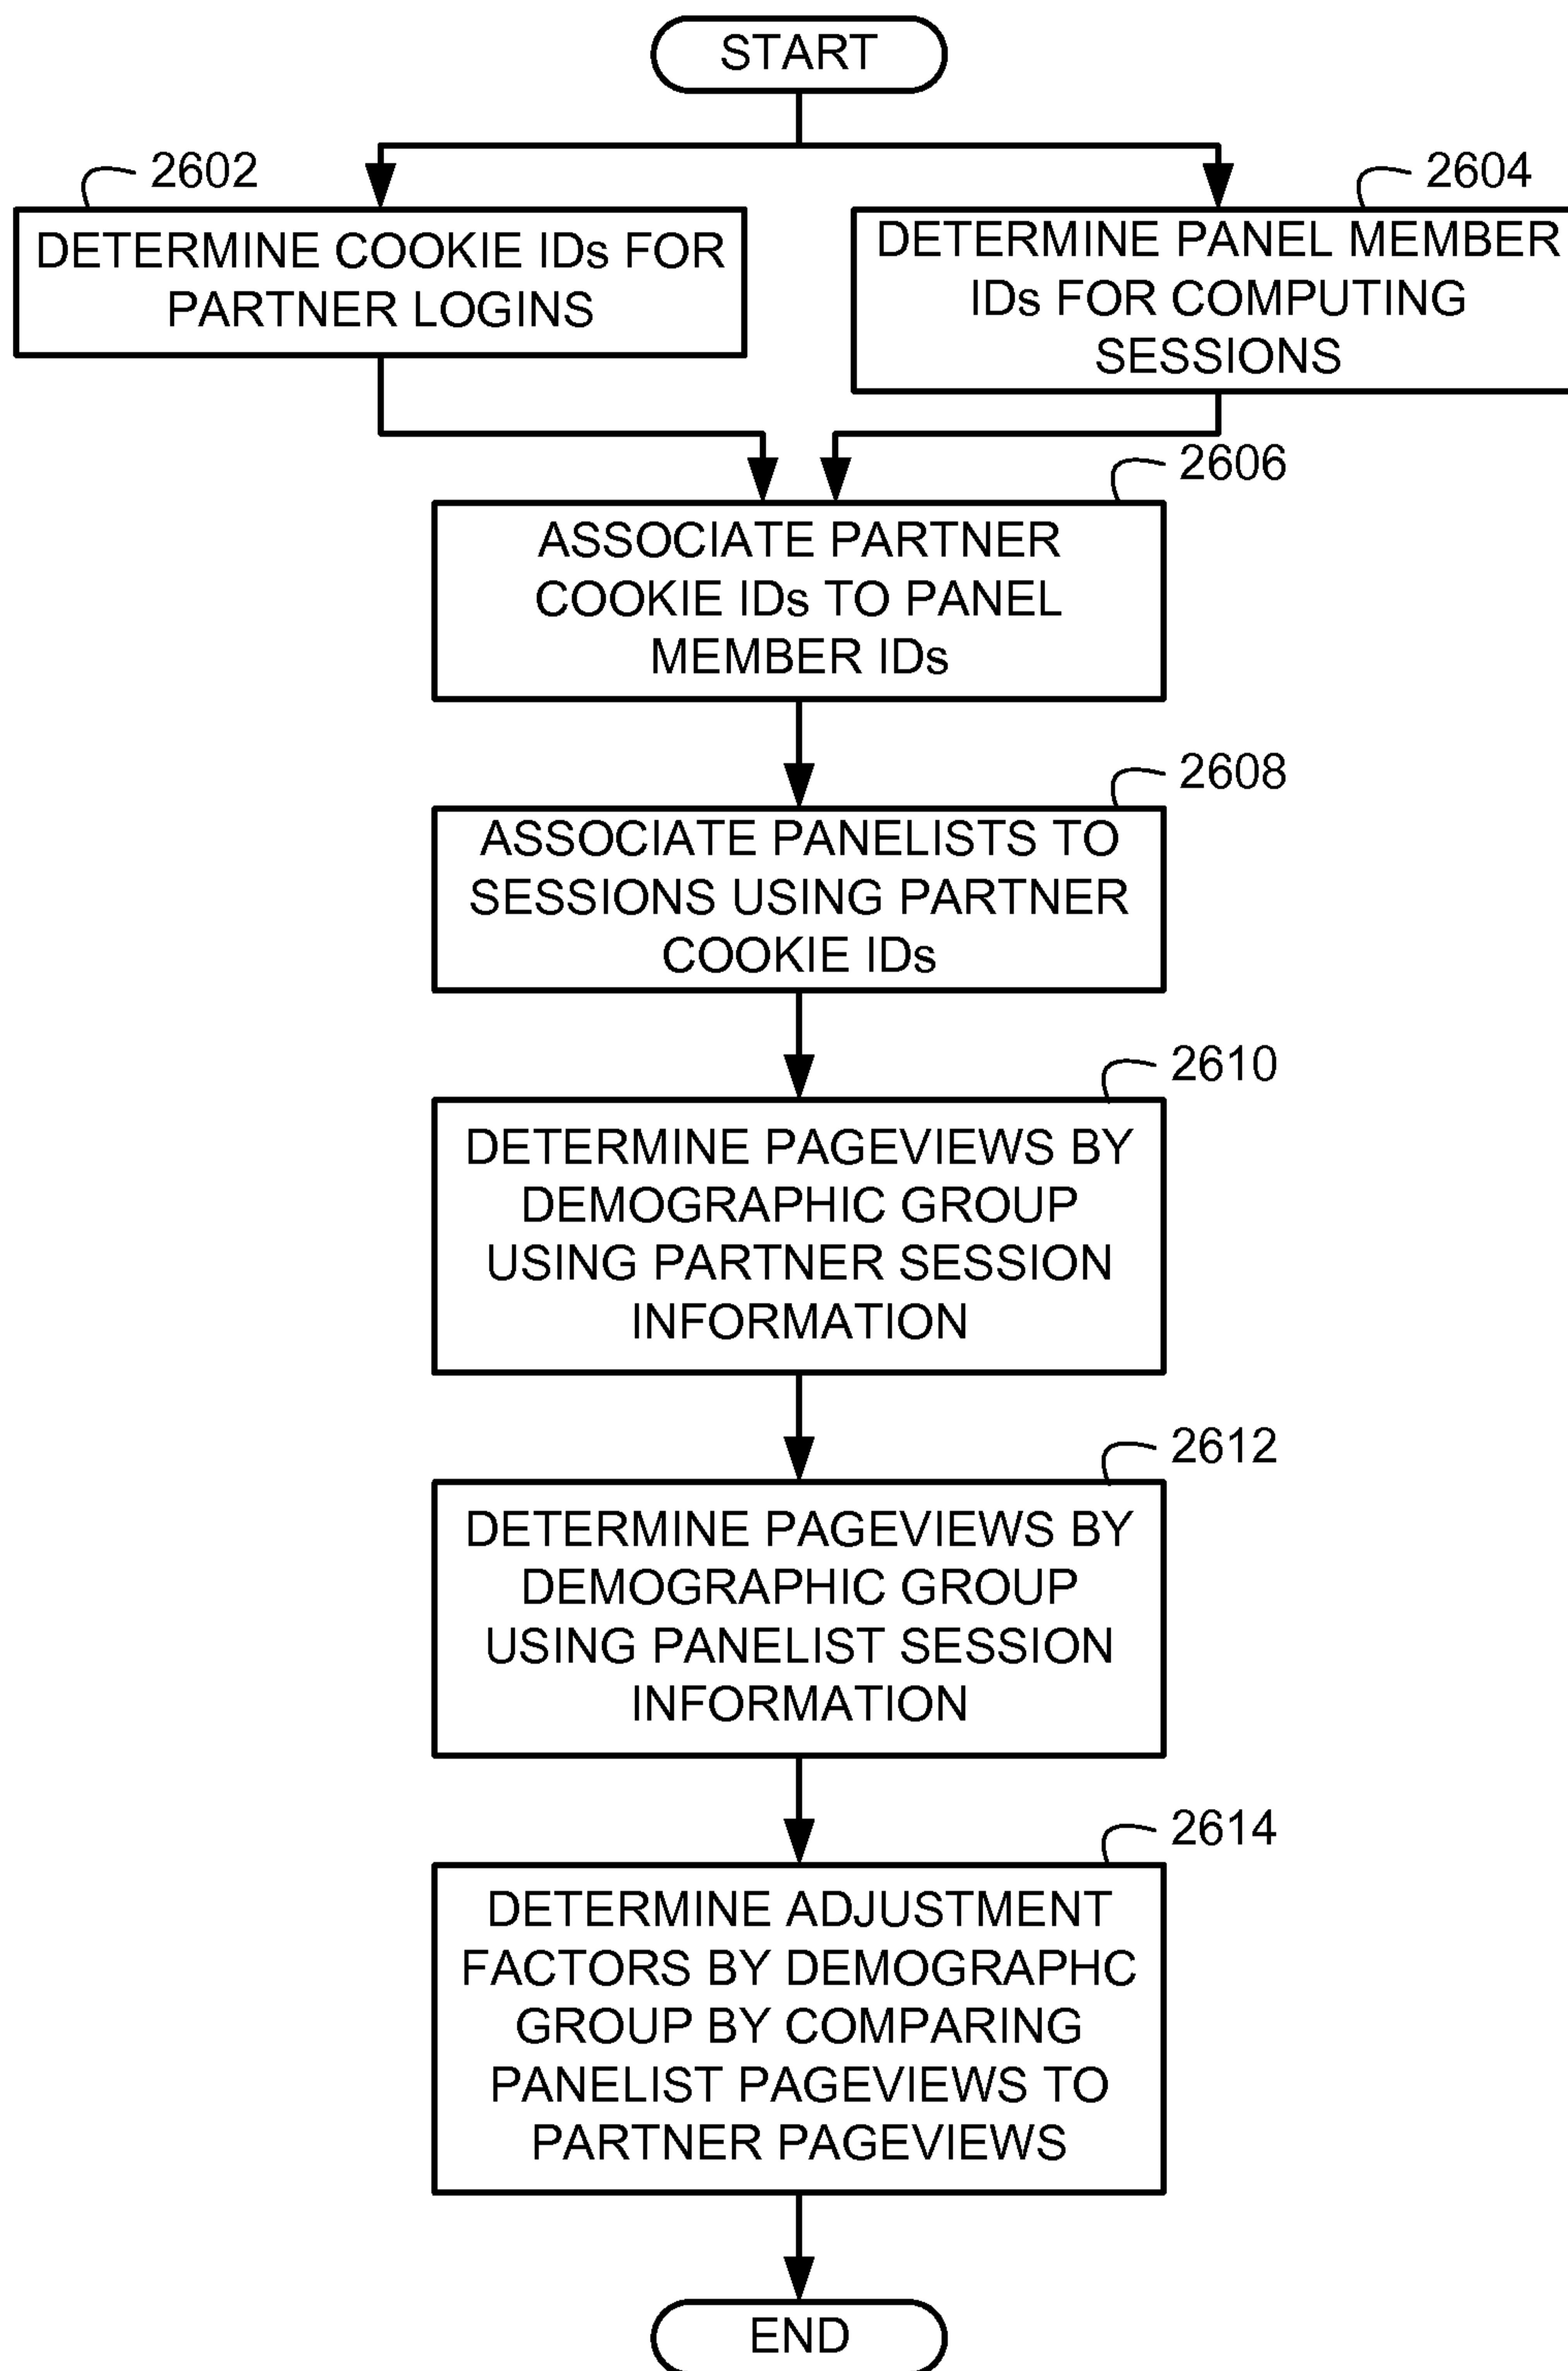 START
2602
2604
DETERMINE COOKIE IDs FOR
PARTNER LOGINS
DETERMINE PANEL MEMBER
IDs FOR COMPUTING
SESSIONS
2606
ASSOCIATE PARTNER
COOKIE IDs TO PANEL
MEMBER IDs
2608
ASSOCIATE PANELISTS TO
SESSIONS USING PARTNER
COOKIE IDs
2610
DETERMINE PAGEVIEWS BY
DEMOGRAPHIC GROUP
USING PARTNER SESSION
INFORMATION
2612
DETERMINE PAGEVIEWS BY
DEMOGRAPHIC GROUP
USING PANELIST SESSION
INFORMATION
2614
DETERMINE ADJUSTMENT
FACTORS BY DEMOGRAPHC
GROUP BY COMPARING
PANELIST PAGEVIEWS TO
PARTNER PAGEVIEWS
END